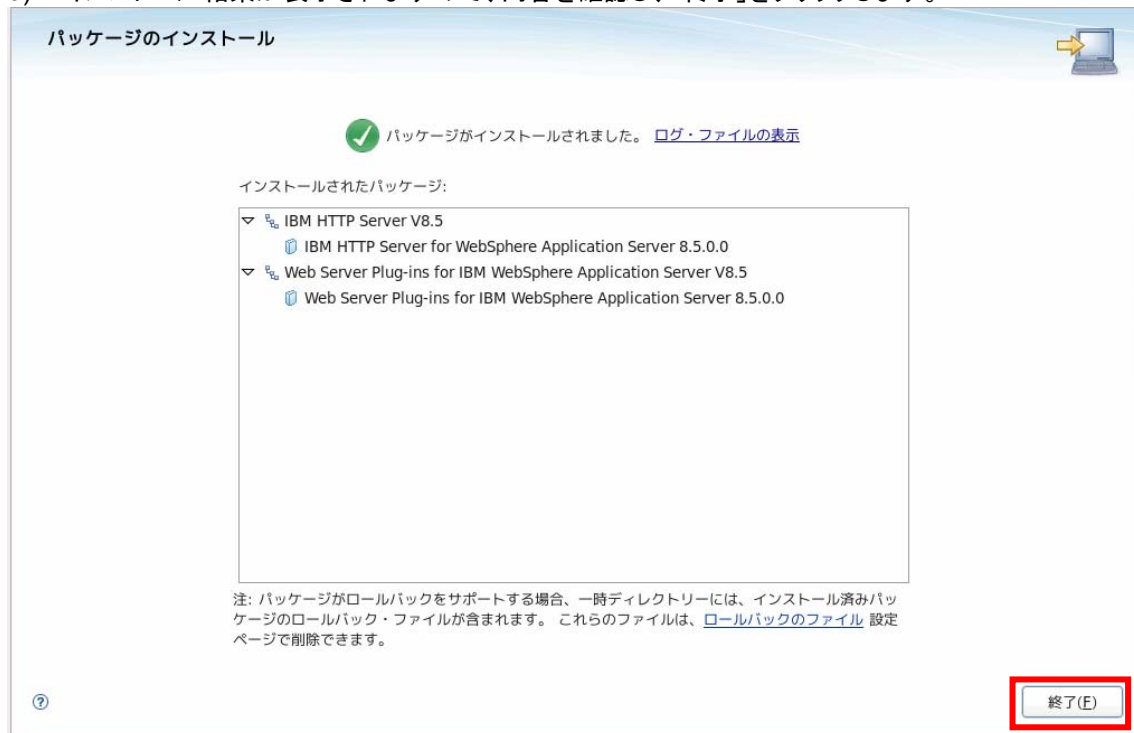 パッケージのインストール
パッケージがインストールされました。 ログ・ファイルの表示
インストールされたパッケージ:
IBM HTTP Server V8.5
IBM HTTP Server for WebSphere Application Server 8.5.0.0
Web Server Plug-ins for IBM WebSphere Application Server V8.5
Web Server Plug-ins for IBM WebSphere Application Server 8.5.0.0
注: パッケージがロールバックをサポートする場合、一時ディレクトリーには、インストール済みパッ
ケージのロールバック・ファイルが含まれます。 これらのファイルは、ロールバックのファイル 設定
ページで削除できます。
終了(F)